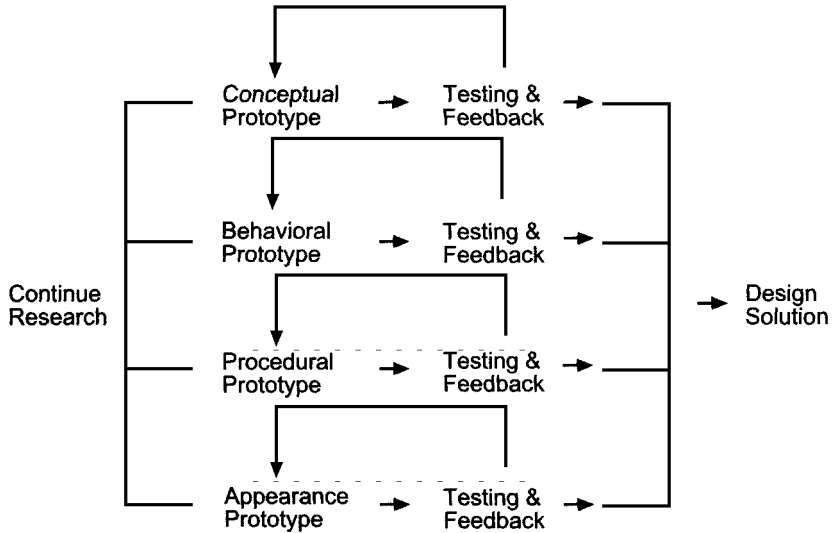 Conceptual
Prototype
Testing &
Feedback
Behavioral
Prototype
Testing &
Feedback
Continue
Research
Design
Solution
Procedural
Prototype
Testing &
Feedback
Appearance
Prototype
Testing &
Feedback